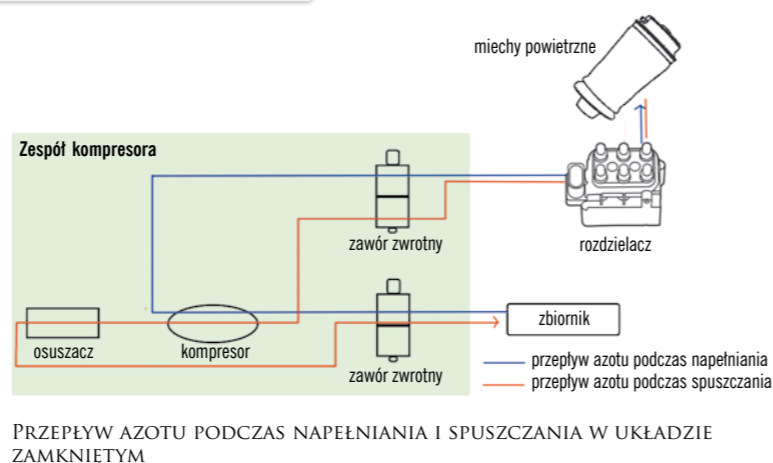 miechy powietrzne
Zespół kompresora
zawór zwrotny
rozdzielacz
zbiornik
osuszacz
kompresor
zawór zwrotny
przepływ azotu podczas napełniania
przepływ azotu podczas spuszczania
Przepływ azotu podczas napełniania i spuszczania w układzie
zamkniętym